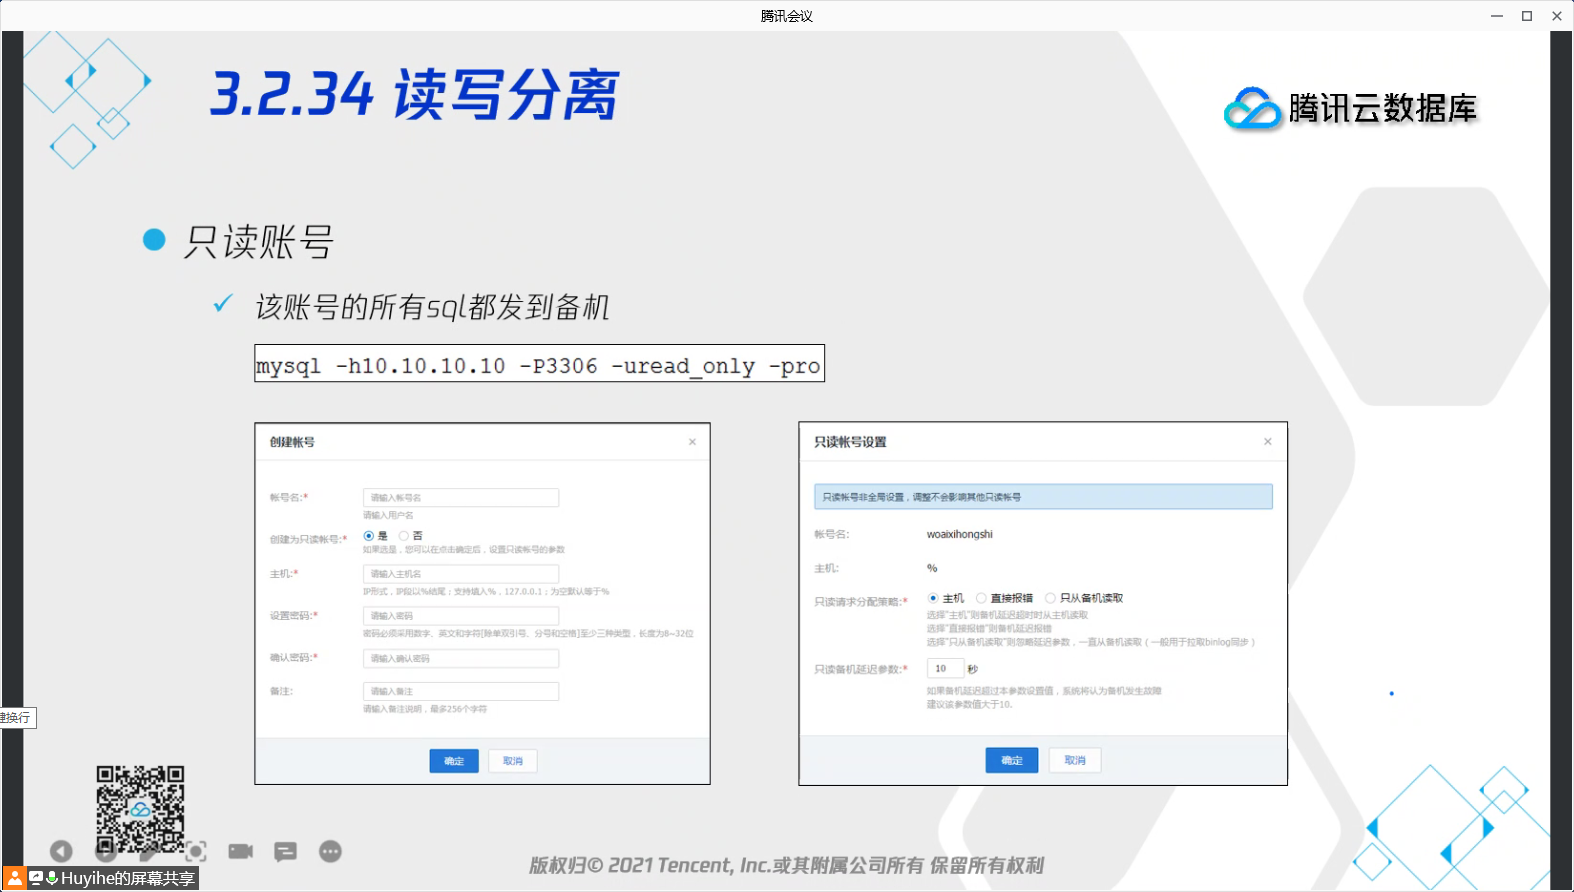 腾讯会议
3.2.34 读写分离
腾讯云数据库
只读账号
该账号的所有sql都发到备机
mysql -h10.10.10.10 -P3306 -uread_only -pro
创建帐号
帐号名:*
请输入帐号名
请输入用户名
创建为只读帐号:*
是 否
如果选是，您可以在点击确定后，设置只读帐号的参数
主机:*
请输入主机名
IP形式，IP段以%结尾；支持填入%，127.0.0.1；为空默认等于%
设置密码:*
请输入密码
密码必须采用数字、英文和字符[除单双引号、分号和空格]至少三种类型，长度为8~32位
确认密码:*
请输入确认密码
备注:
请输入备注
请输入备注说明，最多256个字符
确定 取消
只读帐号设置
只读帐号非全局设置，调整不会影响其他只读帐号
帐号名:
woaixihongshi
主机:
%
只读请求分配策略:*
主机 直接报错 只从备机读取
选择"主机"则备机延迟超时时从主机读取
选择"直接报错"则备机延迟报错
选择"只从备机读取"则忽略延迟参数，一直从备机读取（一般用于拉取binlog同步）
只读备机延迟参数:*
10 秒
如果备机延迟超过本参数设置值，系统将认为备机发生故障
建议该参数值大于10。
确定 取消
换行
版权归© 2021 Tencent, Inc.或其附属公司所有 保留所有权利
Huyihe的屏幕共享